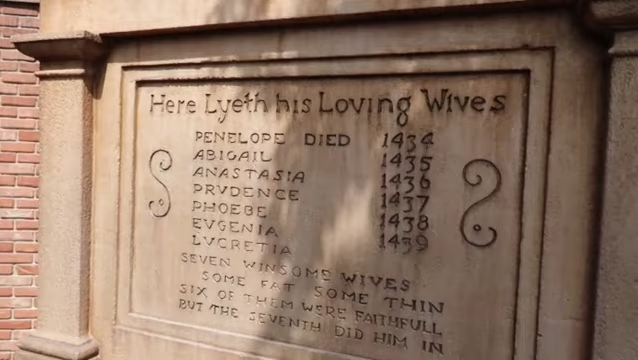 Here Lyeth his Loving Wives
PENELOPE DIED 1434
ABIGAIL 1435
ANASTASIA 1436
PRVDENCE 1437
PHOEBE 1438
EVGENIA 1439
LVCRETIA
SEVEN WINSOME WIVES
SOME FAT SOME THIN
SIX OF THEM WERE FAITHFULL
BUT THE SEVENTH DID HIM IN